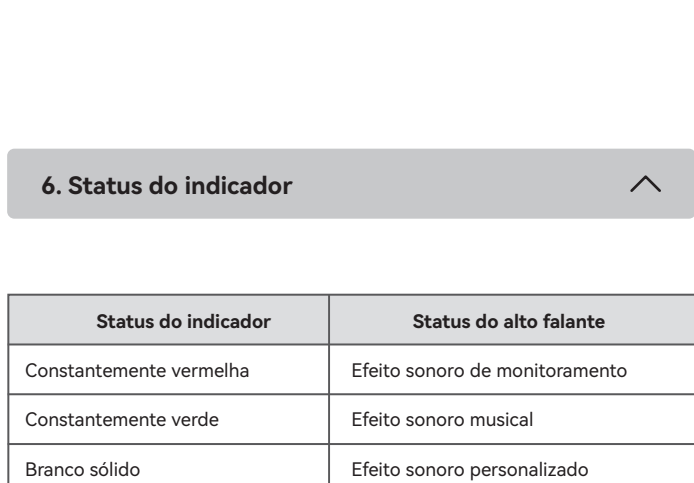 6. Status do indicador
Status do indicador Status do alto falante
Constantemente vermelha Efeito sonoro de monitoramento
Constantemente verde Efeito sonoro musical
Branco sólido Efeito sonoro personalizado